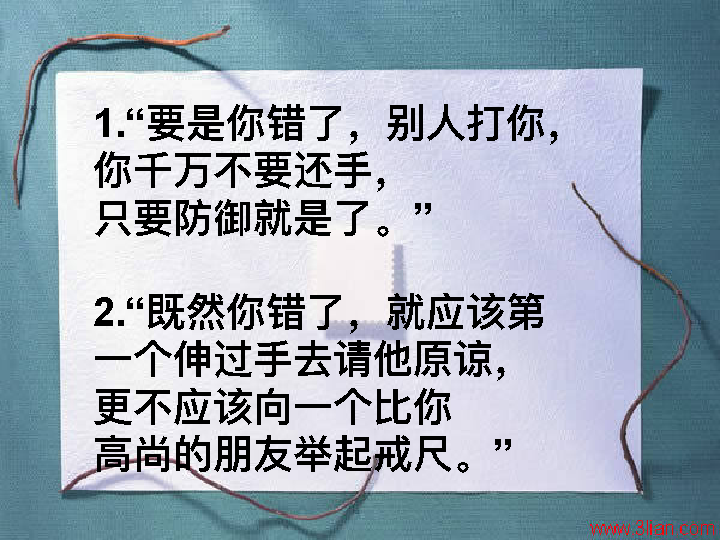 1.“要是你错了，别人打你，
你千万不要还手，
只要防御就是了。”
2.“既然你错了，就应该第
一个伸过手去请他原谅，
更不应该向一个比你
高尚的朋友举起戒尺。”
www.3lian.com